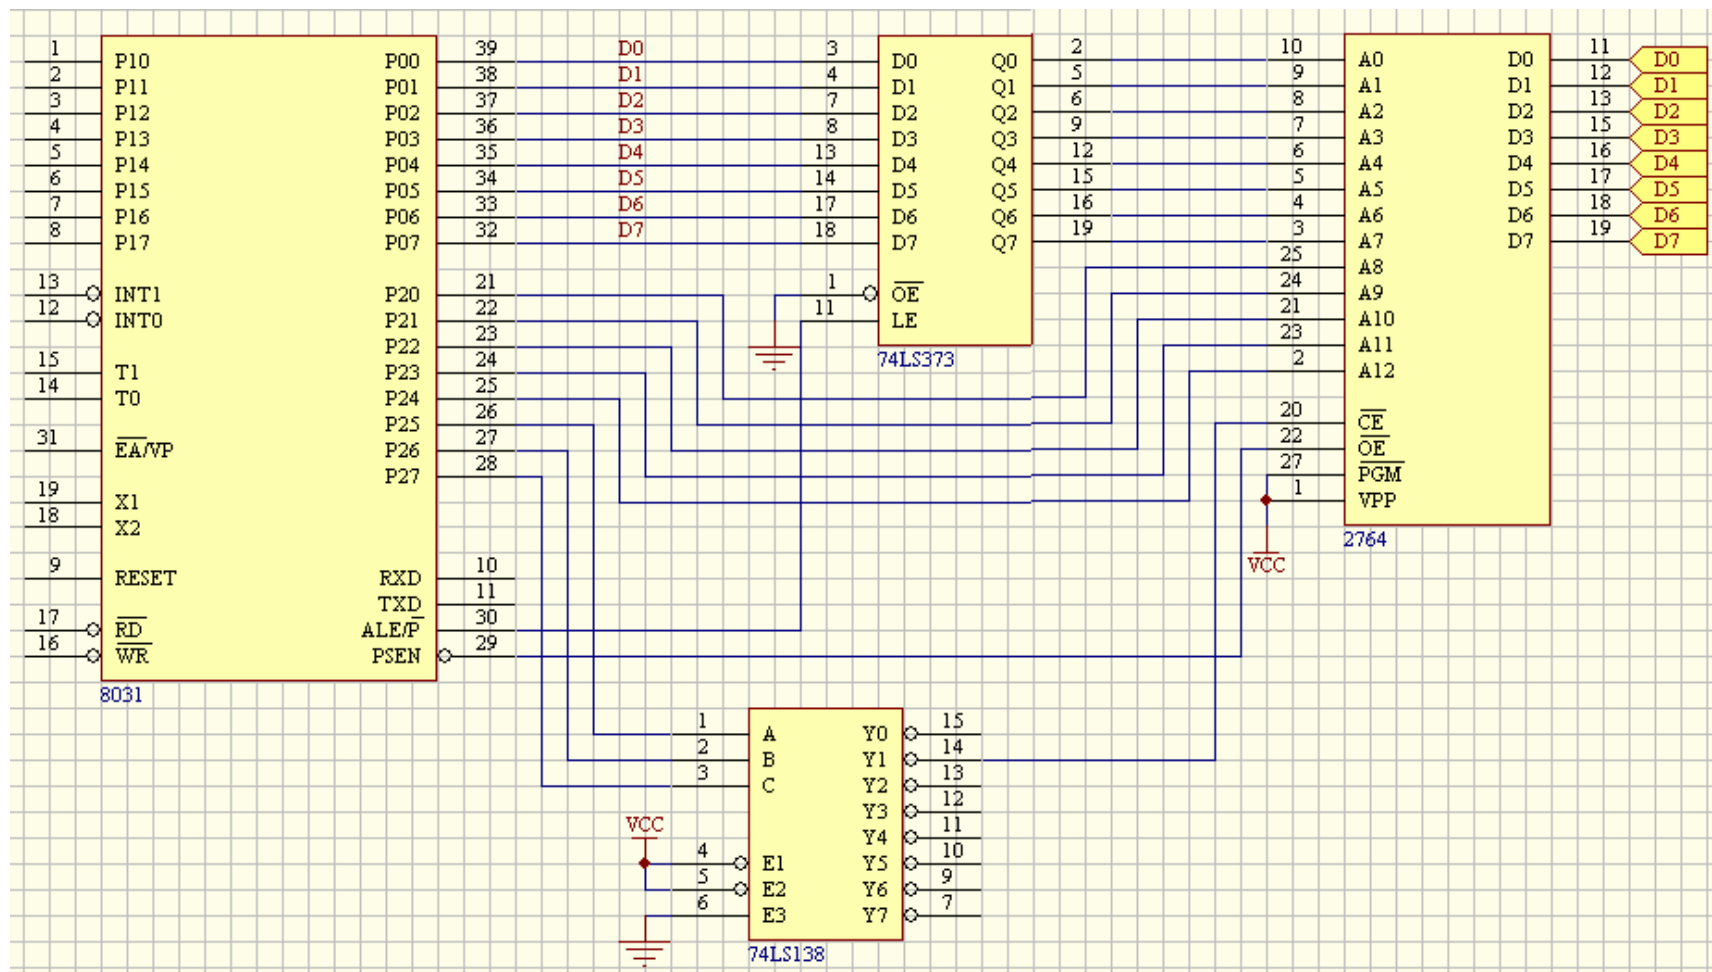 1 P10 P00 39 D0 3 D0 Q0 2 10 A0 D0 11 D0
2 P11 P01 38 D1 4 D1 Q1 5 9 A1 D1 12 D1
3 P12 P02 37 D2 7 D2 Q2 6 8 A2 D2 13 D2
4 P13 P03 36 D3 8 D3 Q3 9 7 A3 D3 15 D3
5 P14 P04 35 D4 13 D4 Q4 12 6 A4 D4 16 D4
6 P15 P05 34 D5 14 D5 Q5 15 5 A5 D5 17 D5
7 P16 P06 33 D6 17 D6 Q6 16 4 A6 D6 18 D6
8 P17 P07 32 D7 18 D7 Q7 19 3 A7 D7 19 D7
25 A8
13 INT1 P20 21 1 OE 24 A9
12 INT0 P21 22 11 LE 21 A10
P22 23 23 A11
15 T1 P23 24 74LS373 2 A12
14 T0 P24 25
P25 26 20 CE
31 EA/VP P26 27 22 OE
P27 28 27 PGM
19 X1 1 VPP
18 X2 2764
VCC
9 RESET RXD 10
TXD 11
17 RD ALE/P 30
16 WR PSEN 29
8031
1 A Y0 15
2 B Y1 14
3 C Y2 13
Y3 12
VCC Y4 11
4 E1 Y5 10
5 E2 Y6 9
6 E3 Y7 7
74LS138